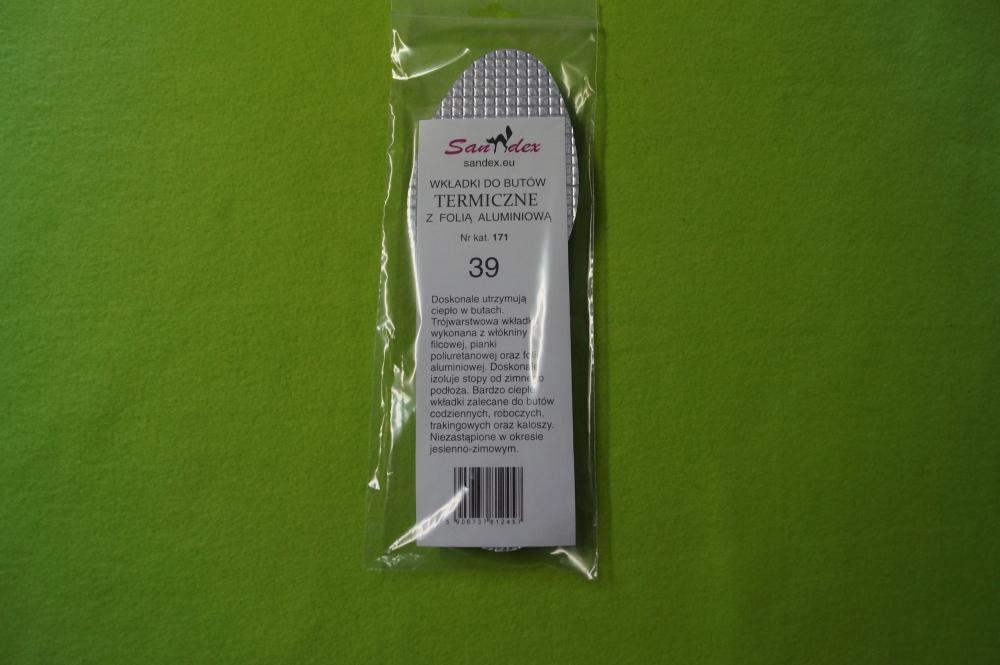 Sandex
sandex.eu
WKŁADKI DO BUTÓW
TERMICZNE
Z FOLIĄ ALUMINIOWĄ
Nr kat. 171
39
Doskonale utrzymują
ciepło w butach.
Trójwarstwowa wkładka
wykonana z włókniny
filcowej, pianki
poliuretanowej oraz folii
aluminiowej. Doskonale
izoluje stopy od zimnego
podłoża. Bardzo ciepłe
wkładki zalecane do butów
codziennych, roboczych,
trakingowych oraz kaloszy.
Niezastąpione w okresie
jesienno-zimowym.